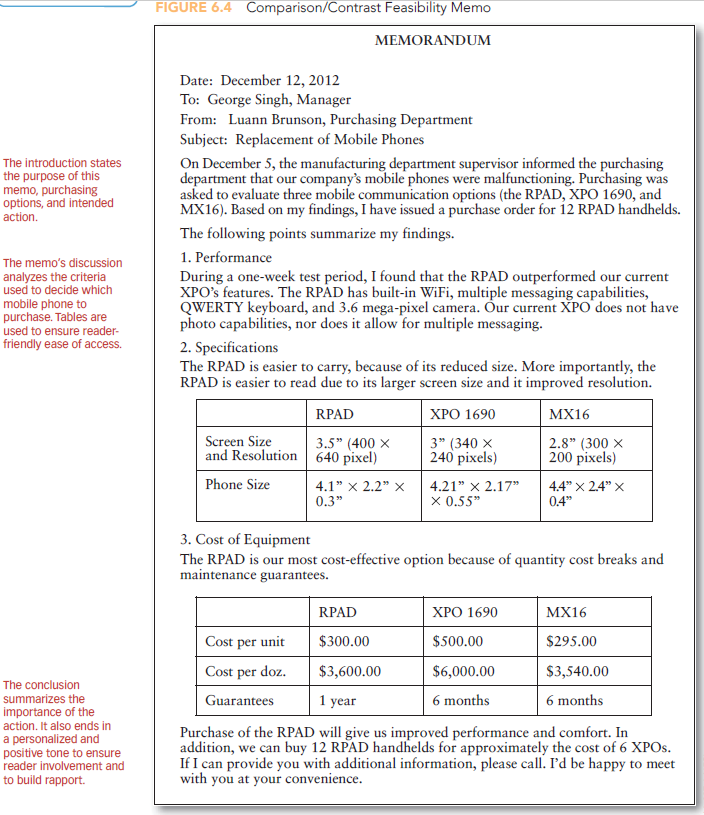 FIGURE 6.4 Comparison/Contrast Feasibility Memo
MEMORANDUM
Date: December 12, 2012
To: George Singh, Manager
From: Luann Brunson, Purchasing Department
Subject: Replacement of Mobile Phones
The introduction states
the purpose of this
memo, purchasing
options, and intended
action.
On December 5, the manufacturing department supervisor informed the purchasing
department that our company's mobile phones were malfunctioning. Purchasing was
asked to evaluate three mobile communication options (the RPAD, XPO 1690, and
MX16). Based on my findings, I have issued a purchase order for 12 RPAD handhelds.
The following points summarize my findings.
The memo's discussion
analyzes the criteria
used to decide which
mobile phone to
purchase. Tables are
used to ensure reader-
friendly ease of access.
1. Performance
During a one-week test period, I found that the RPAD outperformed our current
XPO's features. The RPAD has built-in WiFi, multiple messaging capabilities,
QWERTY keyboard, and 3.6 mega-pixel camera. Our current XPO does not have
photo capabilities, nor does it allow for multiple messaging.
2. Specifications
The RPAD is easier to carry, because of its reduced size. More importantly, the
RPAD is easier to read due to its larger screen size and it improved resolution.
RPAD XPO 1690 MX16
Screen Size 3.5" (400 × 3" (340 × 2.8" (300 ×
and Resolution 640 pixel) 240 pixels) 200 pixels)
Phone Size 4.1" × 2.2" × 4.21" × 2.17" 4.4" × 2.4" ×
0.3" × 0.55" 0.4"
3. Cost of Equipment
The RPAD is our most cost-effective option because of quantity cost breaks and
maintenance guarantees.
RPAD XPO 1690 MX16
Cost per unit $300.00 $500.00 $295.00
Cost per doz. $3,600.00 $6,000.00 $3,540.00
Guarantees 1 year 6 months 6 months
The conclusion
summarizes the
importance of the
action. It also ends in
a personalized and
positive tone to ensure
reader involvement and
to build rapport.
Purchase of the RPAD will give us improved performance and comfort. In
addition, we can buy 12 RPAD handhelds for approximately the cost of 6 XPOs.
If I can provide you with additional information, please call. I'd be happy to meet
with you at your convenience.